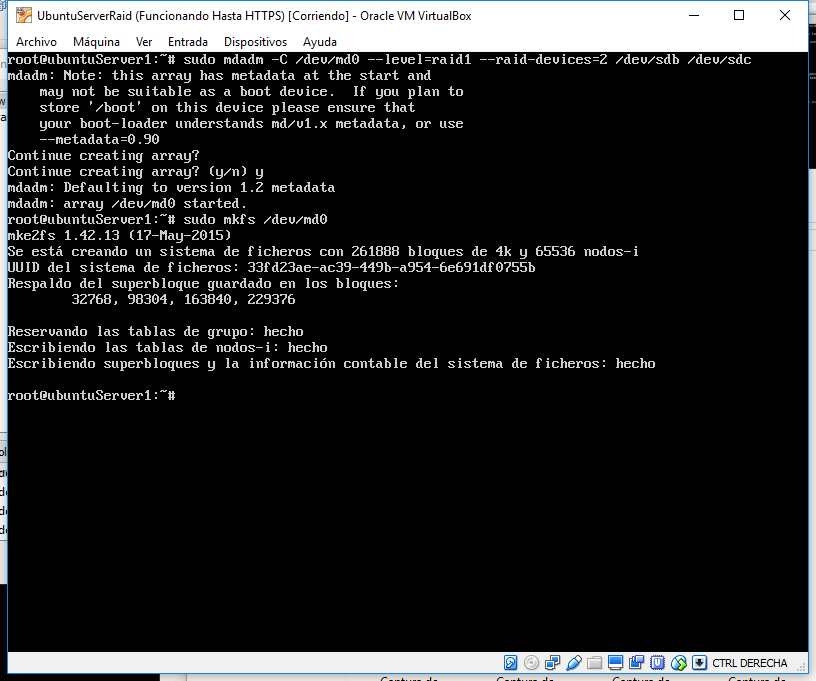 UbuntuServerRaid (Funcionando Hasta HTTPS) [Corriendo] - Oracle VM VirtualBox
Archivo Máquina Ver Entrada Dispositivos Ayuda
root@ubuntuServer1:~# sudo mdadm -C /dev/md0 --level=raid1 --raid-devices=2 /dev/sdb /dev/sdc
mdadm: Note: this array has metadata at the start and
may not be suitable as a boot device. If you plan to
store '/boot' on this device please ensure that
your boot-loader understands md/v1.x metadata, or use
--metadata=0.90
Continue creating array?
Continue creating array? (y/n) y
mdadm: Defaulting to version 1.2 metadata
mdadm: array /dev/md0 started.
root@ubuntuServer1:~# sudo mkfs /dev/md0
mke2fs 1.42.13 (17-May-2015)
Se está creando un sistema de ficheros con 261888 bloques de 4k y 65536 nodos-i
UUID del sistema de ficheros: 33fd23ae-ac39-449b-a954-6e691df0755b
Respaldo del superbloque guardado en los bloques:
32768, 98304, 163840, 229376
Reservando las tablas de grupo: hecho
Escribiendo las tablas de nodos-i: hecho
Escribiendo superbloques y la información contable del sistema de ficheros: hecho
root@ubuntuServer1:~#
CTRL DERECHA